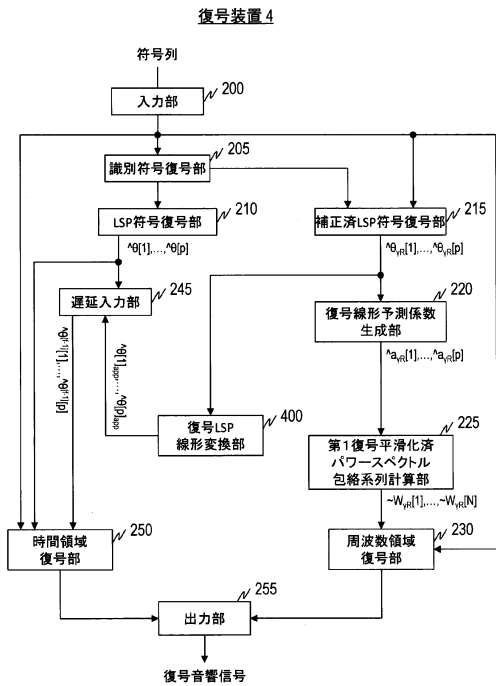 復号装置4
符号列
入力部
200
識別符号復号部
205
LSP符号復号部
210
補正済LSP符号復号部
215
^θ[1],...,^θ[p]
^θγR[1],...,^θγR[p]
遅延入力部
245
復号線形予測係数
生成部
220
^θ[t-1][1],...,^θ[t-1][p]
^θ[1]app,...,^θ[p]app
^aγR[1],...,^aγR[p]
復号LSP
線形変換部
400
第1復号平滑化済
パワースペクトル
包絡系列計算部
225
~WγR[1],...,~WγR[N]
時間領域
復号部
250
周波数領域
復号部
230
出力部
255
復号音響信号